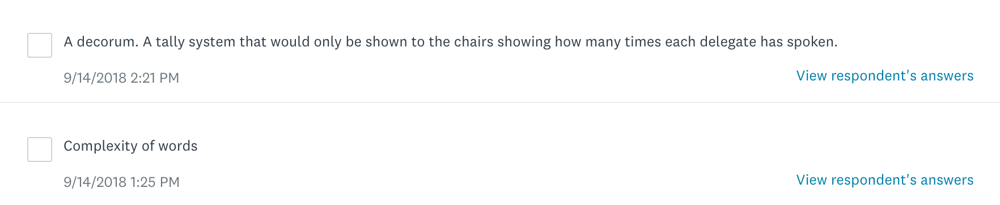 A decorum. A tally system that would only be shown to the chairs showing how many times each delegate has spoken.
9/14/2018 2:21 PM
View respondent's answers
Complexity of words
9/14/2018 1:25 PM
View respondent's answers